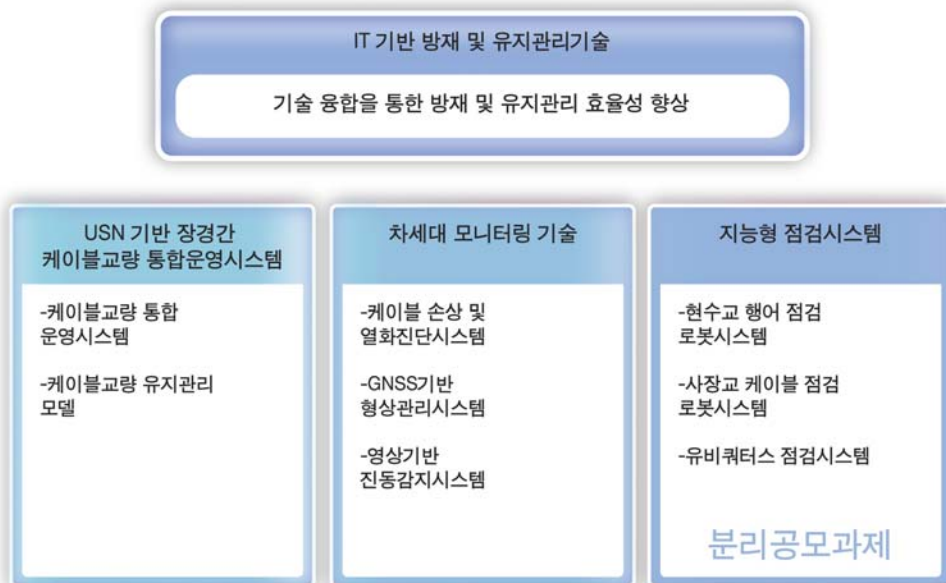 IT 기반 방재 및 유지관리기술
기술 융합을 통한 방재 및 유지관리 효율성 향상
USN 기반 장경간
케이블교량 통합운영시스템
-케이블교량 통합
운영시스템
-케이블교량 유지관리
모델
차세대 모니터링 기술
-케이블 손상 및
열화진단시스템
-GNSS기반
형상관리시스템
-영상기반
진동감지시스템
지능형 점검시스템
-현수교 행어 점검
로봇시스템
-사장교 케이블 점검
로봇시스템
-유비쿼터스 점검시스템
분리공모과제